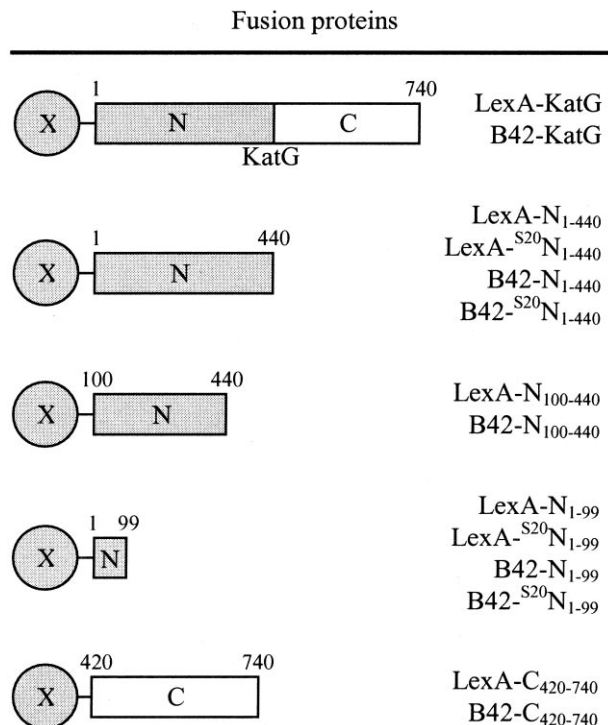 Fusion proteins
1 740
X N C
KatG
LexA-KatG
B42-KatG
1 440
X N
LexA-N1-440
LexA-S20N1-440
B42-N1-440
B42-S20N1-440
100 440
X N
LexA-N100-440
B42-N100-440
1 99
X N
LexA-N1-99
LexA-S20N1-99
B42-N1-99
B42-S20N1-99
420 740
X C
LexA-C420-740
B42-C420-740